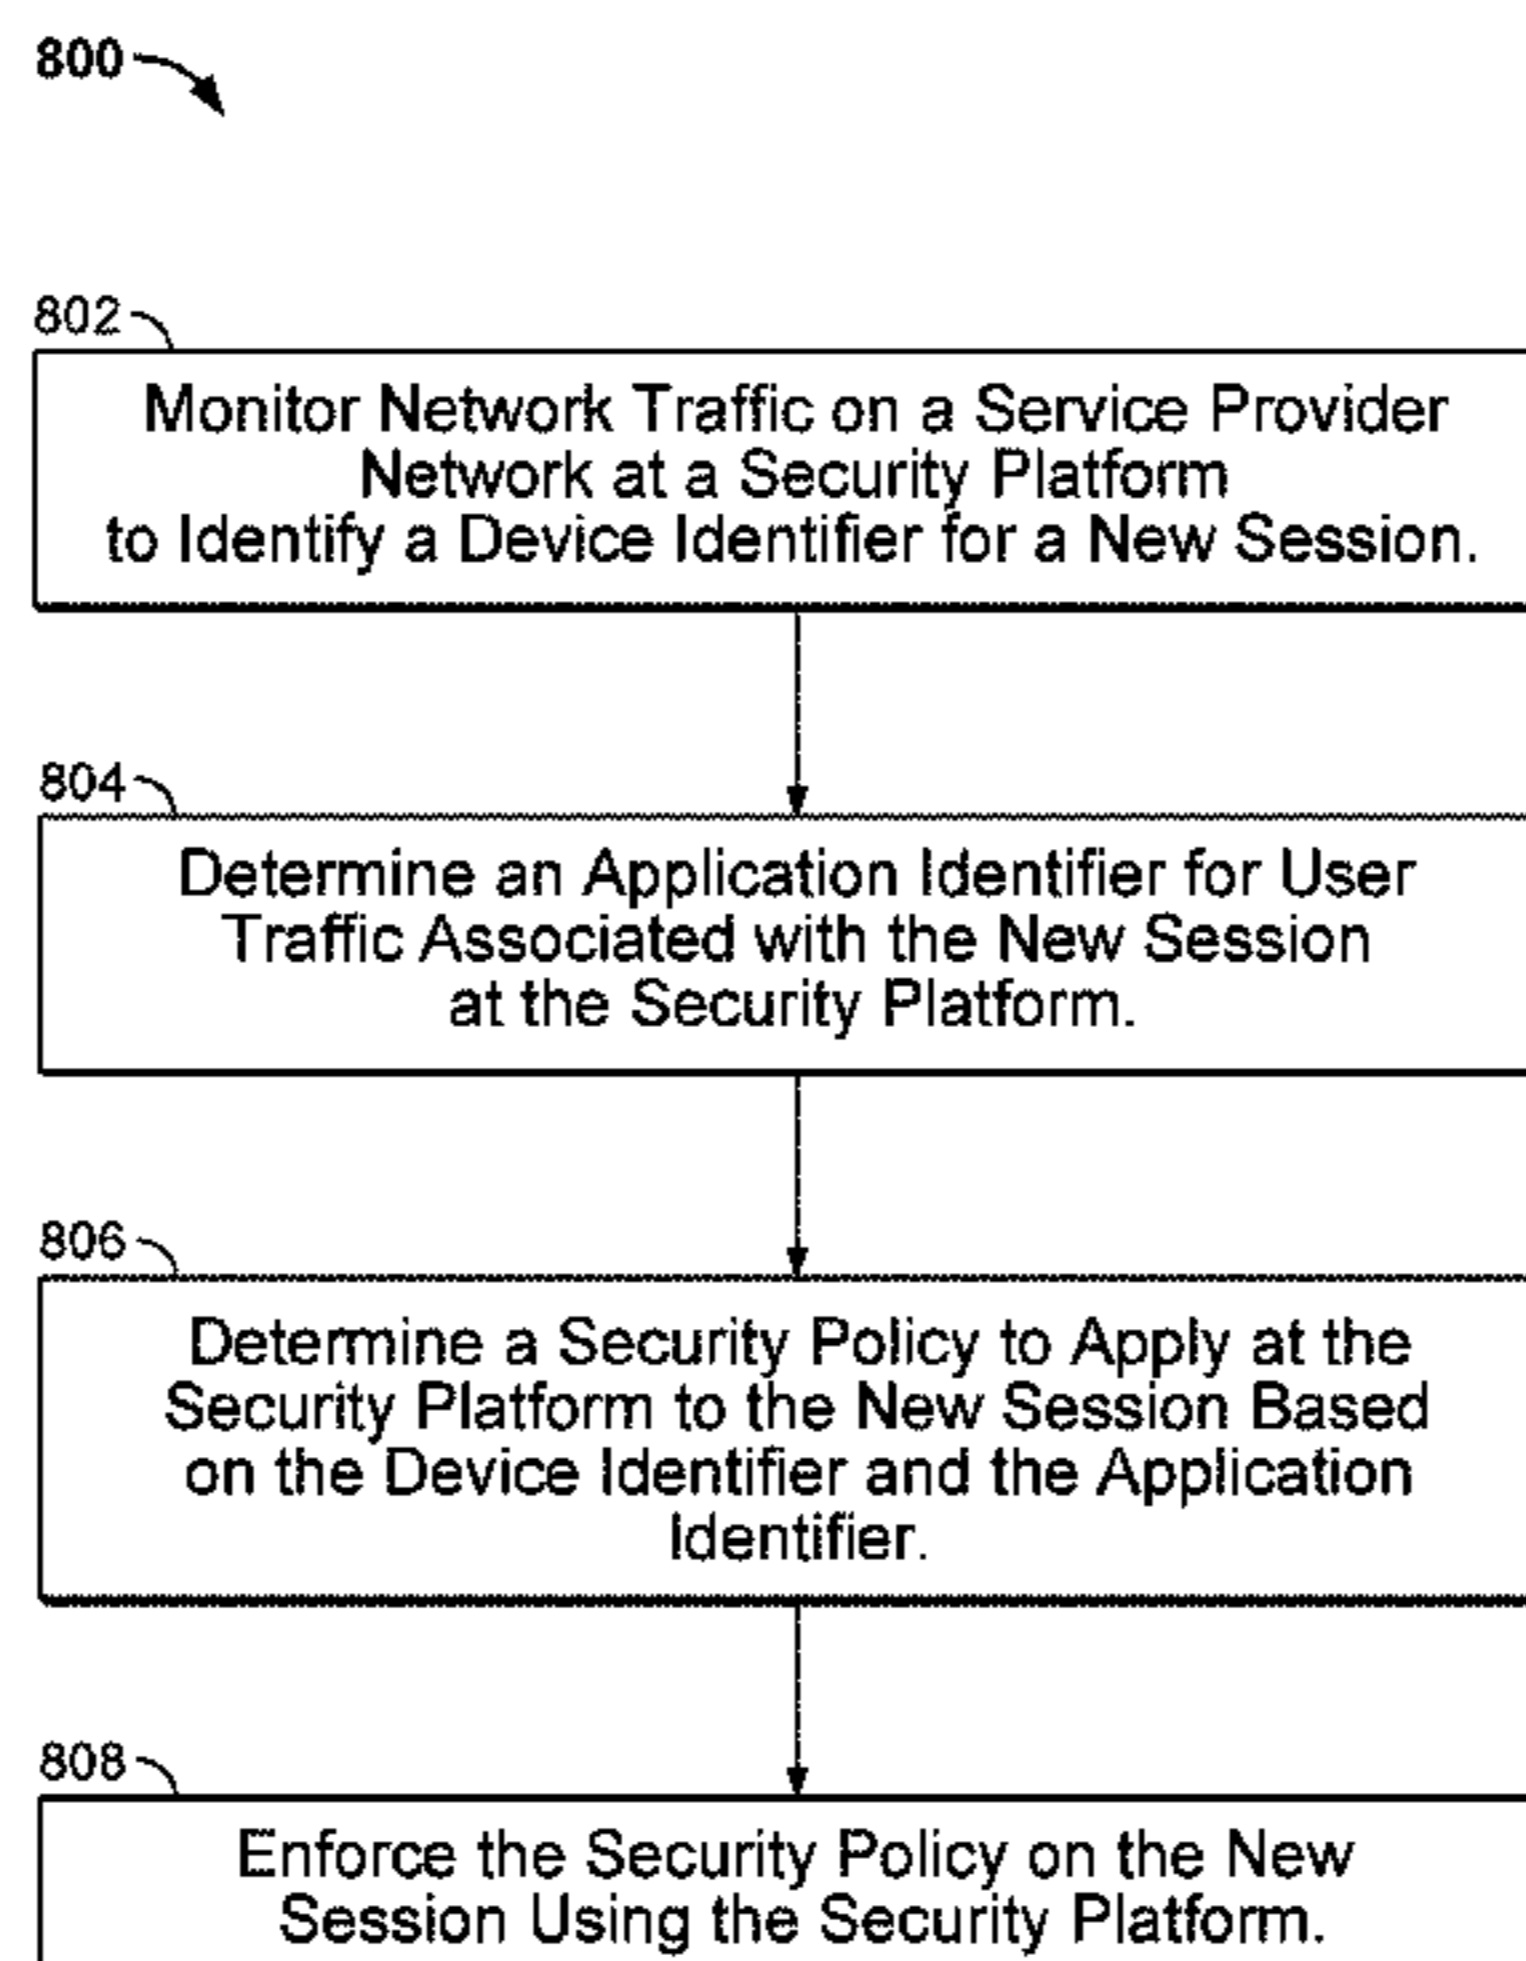 800
802
Monitor Network Traffic on a Service Provider
Network at a Security Platform
to Identify a Device Identifier for a New Session.
804
Determine an Application Identifier for User
Traffic Associated with the New Session
at the Security Platform.
806
Determine a Security Policy to Apply at the
Security Platform to the New Session Based
on the Device Identifier and the Application
Identifier.
808
Enforce the Security Policy on the New
Session Using the Security Platform.